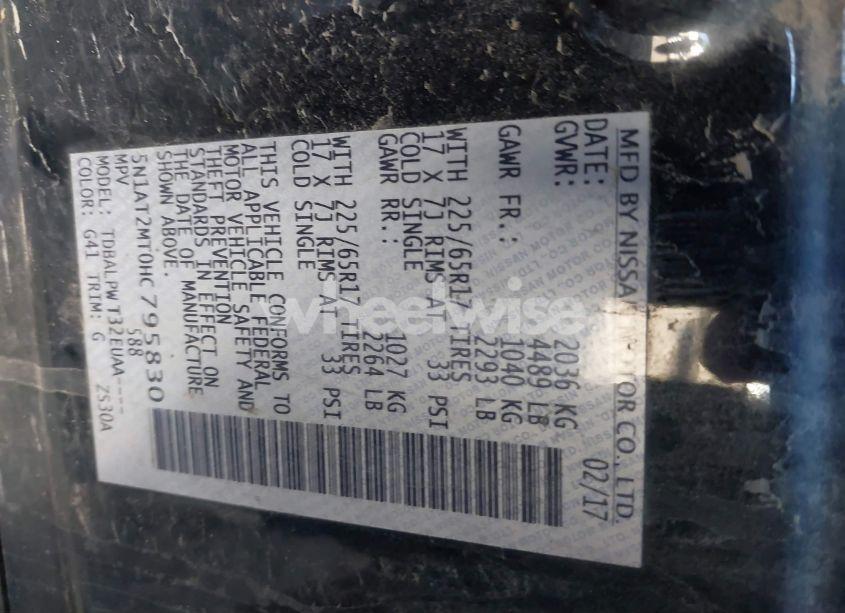 MFD BY NISSAN MOTOR CO., LTD.
DATE: 02/17
GVWR: 2036 KG
4489 LB
GAWR FR.: 1040 KG
2293 LB
WITH 225/65R17 TIRES
17 X 7J RIMS AT 33 PSI
COLD SINGLE
GAWR RR.: 1027 KG
2264 LB
WITH 225/65R17 TIRES
17 X 7J RIMS AT 33 PSI
COLD SINGLE
THIS VEHICLE CONFORMS TO
ALL APPLICABLE FEDERAL
MOTOR VEHICLE SAFETY AND
THEFT PREVENTION
STANDARDS IN EFFECT ON
THE DATE OF MANUFACTURE
SHOWN ABOVE.
5N1AT2MT0HC795830
MPV 588
MODEL: TDBALPWT32EUAA----
COLOR: G41 TRIM: G ZS30A
wheelwise